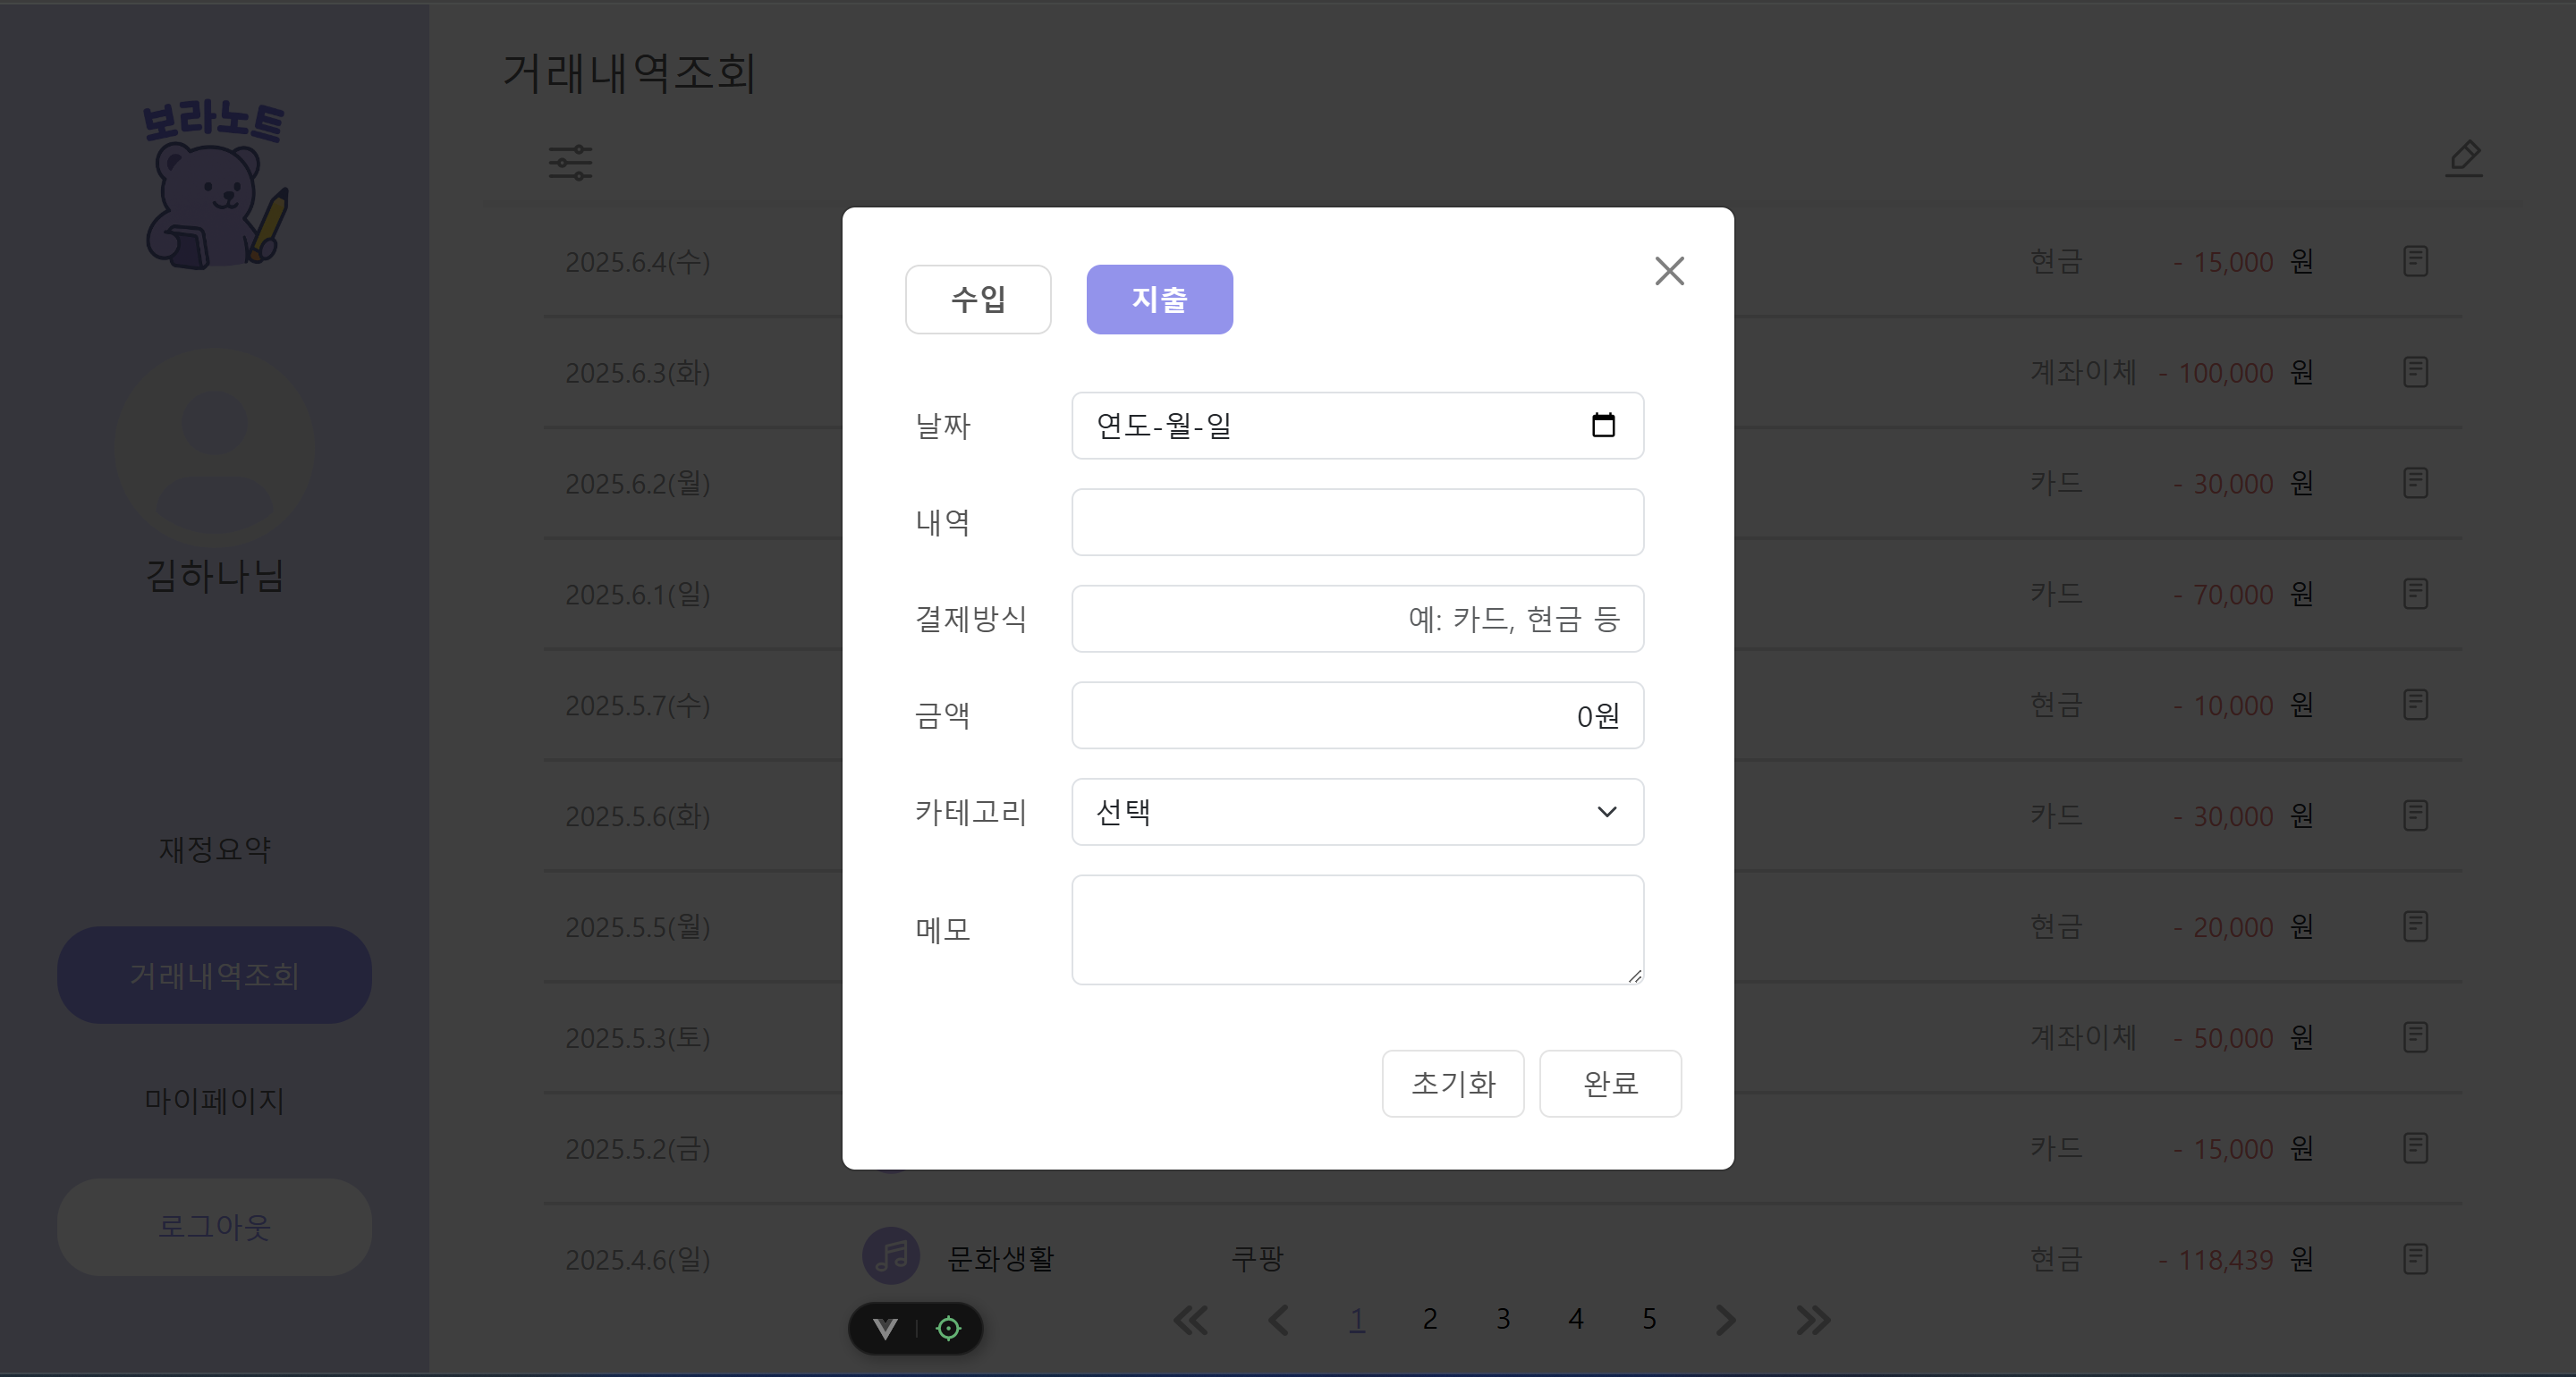 보라노트
김하나님
재정요약
거래내역조회
마이페이지
로그아웃
거래내역조회
2025.6.4(수) 현금 - 15,000 원
2025.6.3(화) 계좌이체 - 100,000 원
2025.6.2(월) 카드 - 30,000 원
2025.6.1(일) 카드 - 70,000 원
2025.5.7(수) 현금 - 10,000 원
2025.5.6(화) 카드 - 30,000 원
2025.5.5(월) 현금 - 20,000 원
2025.5.3(토) 계좌이체 - 50,000 원
2025.5.2(금) 카드 - 15,000 원
2025.4.6(일) 문화생활 쿠팡 현금 - 118,439 원
1 2 3 4 5
수입 지출
날짜 연도-월-일
내역
결제방식 예: 카드, 현금 등
금액 0원
카테고리 선택
메모
초기화 완료